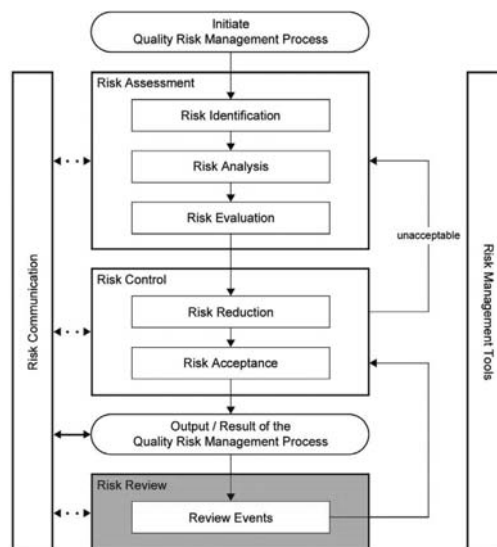 Initiate
Quality Risk Management Process
Risk Assessment
Risk Identification
Risk Analysis
Risk Evaluation
unacceptable
Risk Communication
Risk Management Tools
Risk Control
Risk Reduction
Risk Acceptance
Output / Result of the
Quality Risk Management Process
Risk Review
Review Events